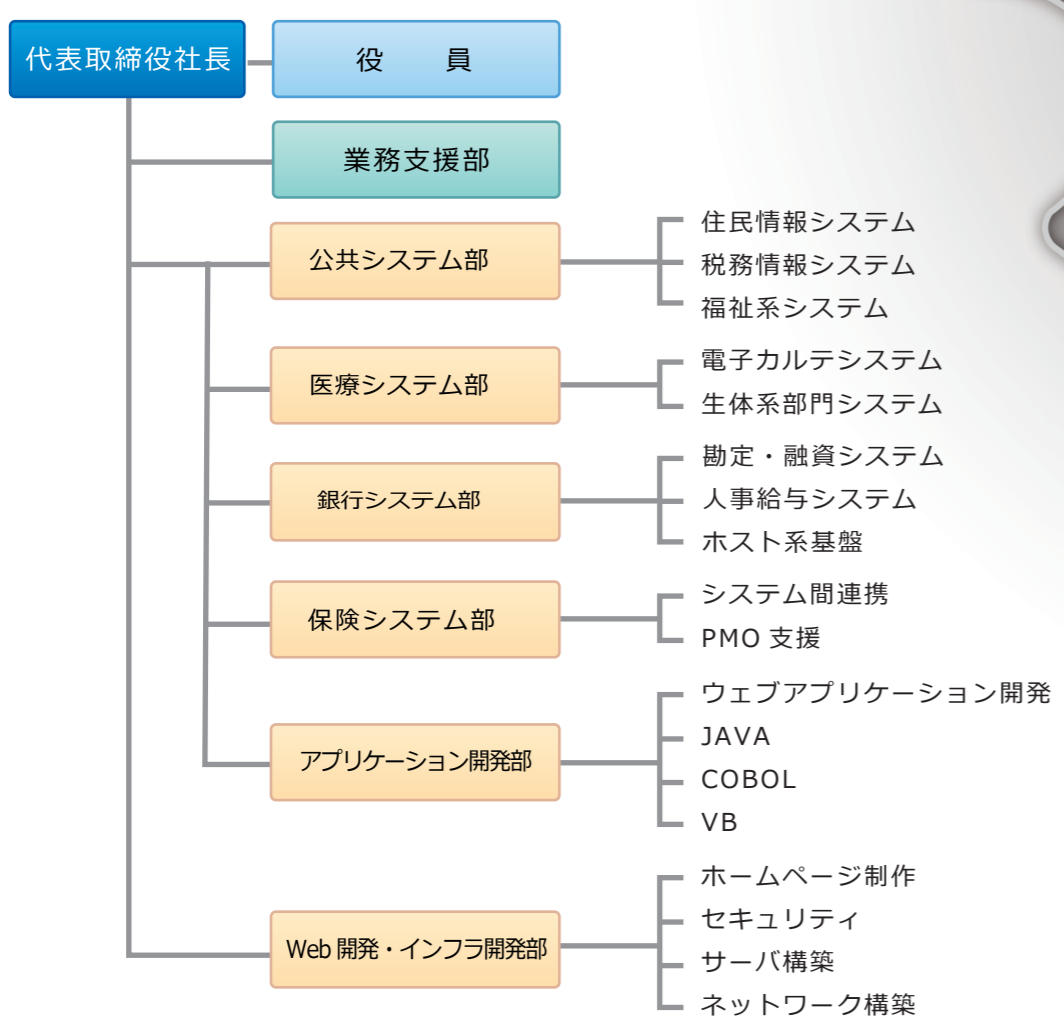 代表取締役社長
役　員
業務支援部
公共システム部
住民情報システム
税務情報システム
福祉系システム
医療システム部
電子カルテシステム
生体系部門システム
銀行システム部
勘定・融資システム
人事給与システム
ホスト系基盤
保険システム部
システム間連携
PMO 支援
アプリケーション開発部
ウェブアプリケーション開発
JAVA
COBOL
VB
Web 開発・インフラ開発部
ホームページ制作
セキュリティ
サーバ構築
ネットワーク構築